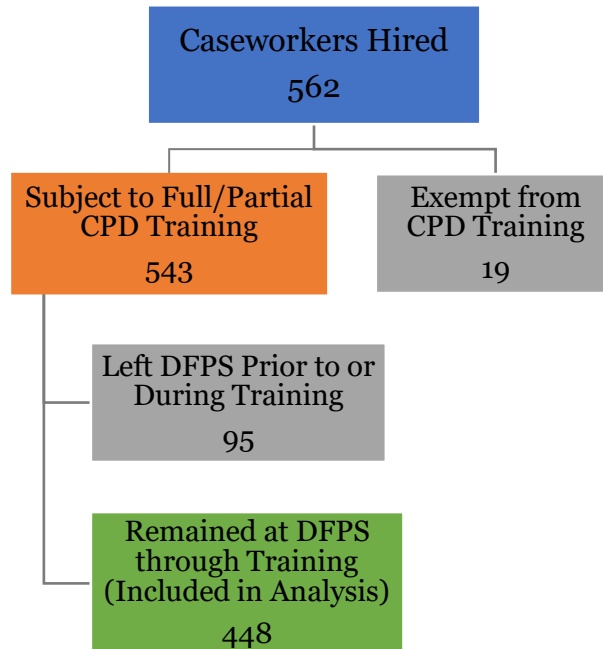 Caseworkers Hired
562
Subject to Full/Partial
CPD Training
543
Exempt from
CPD Training
19
Left DFPS Prior to or
During Training
95
Remained at DFPS
through Training
(Included in Analysis)
448